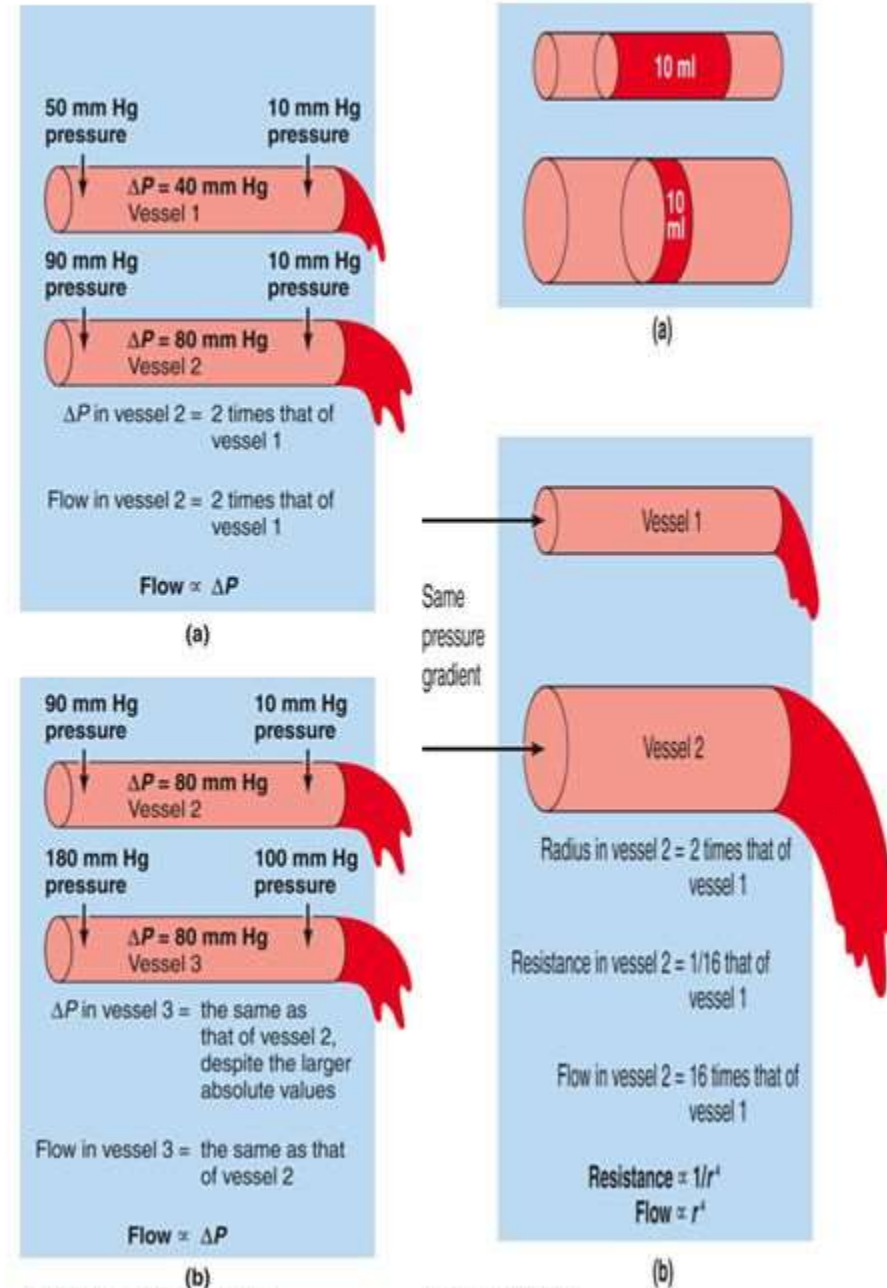 50 mm Hg pressure
10 mm Hg pressure
ΔP = 40 mm Hg
Vessel 1
90 mm Hg pressure
10 mm Hg pressure
ΔP = 80 mm Hg
Vessel 2
ΔP in vessel 2 = 2 times that of
vessel 1
Flow in vessel 2 = 2 times that of
vessel 1
Flow ∝ ΔP
(a)
90 mm Hg pressure
10 mm Hg pressure
ΔP = 80 mm Hg
Vessel 2
180 mm Hg pressure
100 mm Hg pressure
ΔP = 80 mm Hg
Vessel 3
ΔP in vessel 3 = the same as
that of vessel 2,
despite the larger
absolute values
Flow in vessel 3 = the same as that
of vessel 2
Flow ∝ ΔP
(b)
10 ml
10
ml
(a)
Same
pressure
gradient
Vessel 1
Vessel 2
Radius in vessel 2 = 2 times that of
vessel 1
Resistance in vessel 2 = 1/16 that of
vessel 1
Flow in vessel 2 = 16 times that of
vessel 1
Resistance ∝ 1/r⁴
Flow ∝ r⁴
(b)